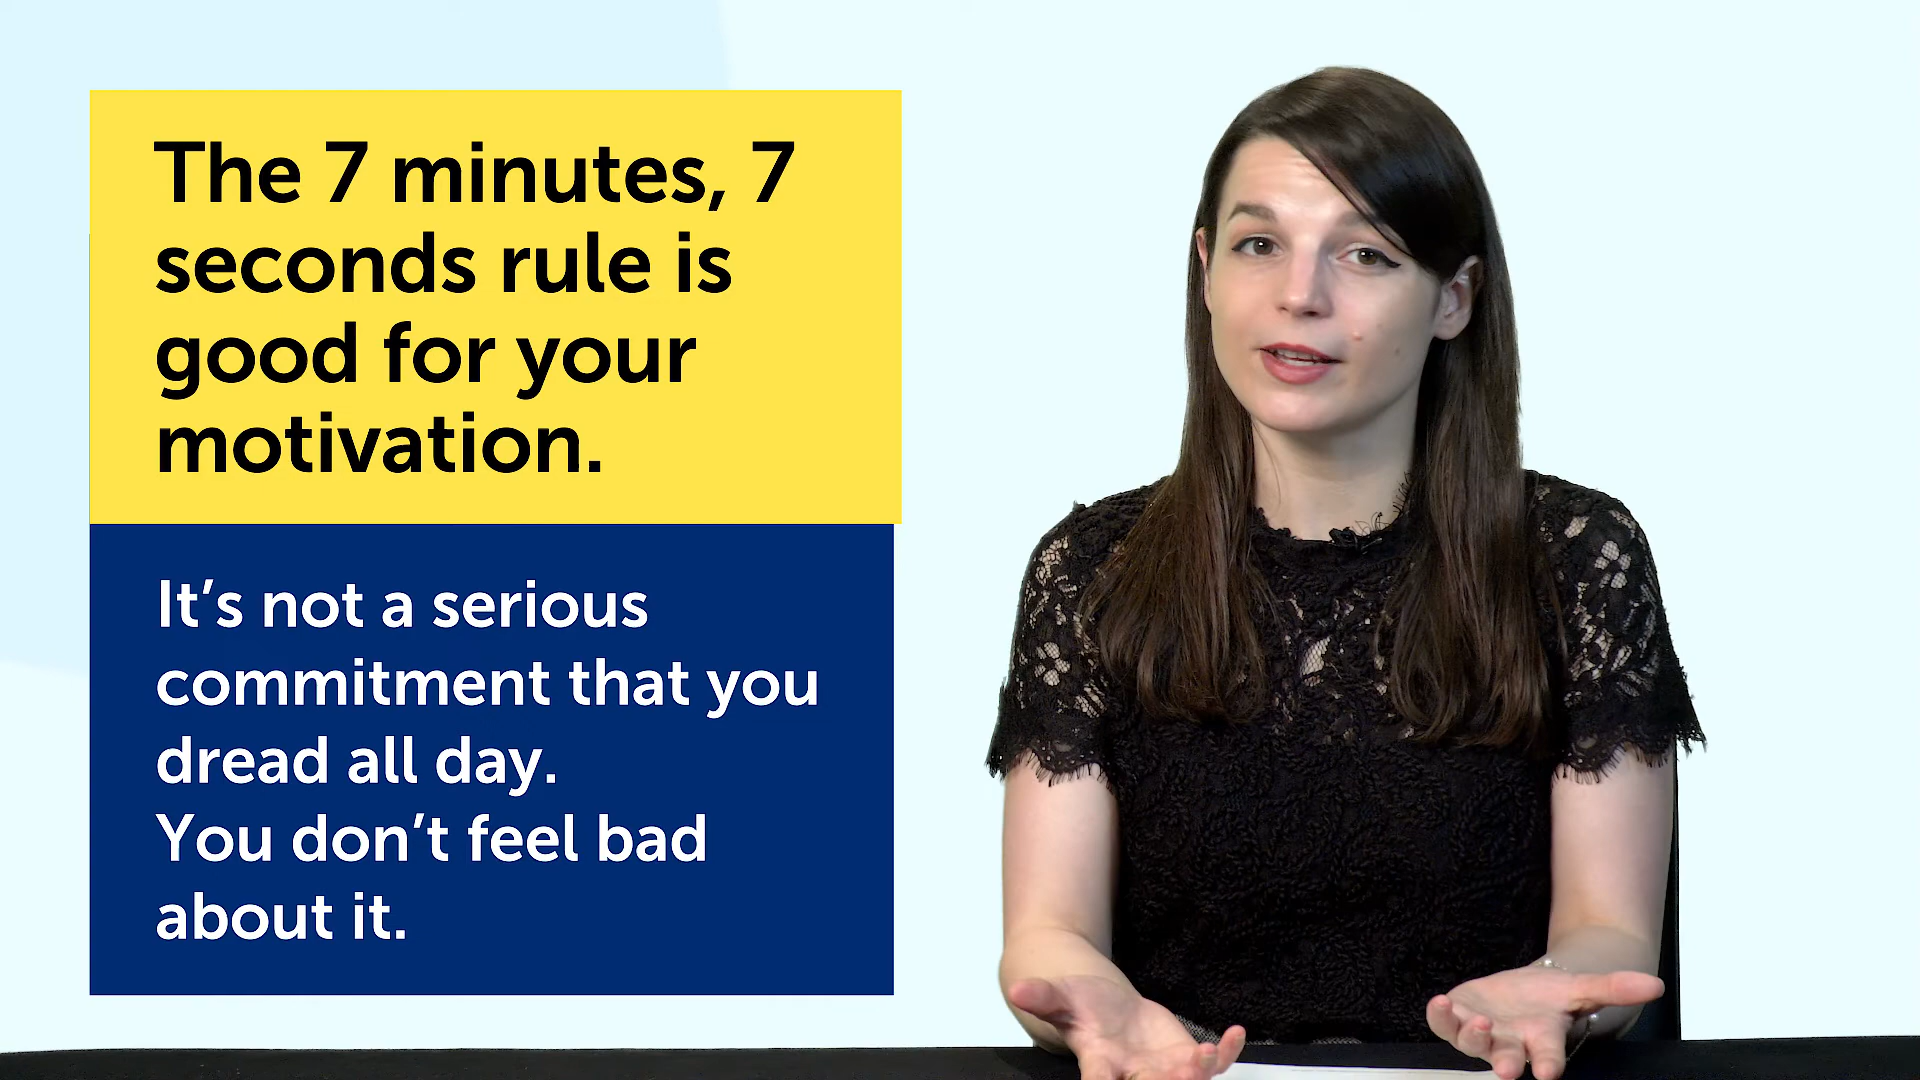 The 7 minutes, 7
seconds rule is
good for your
motivation.
It’s not a serious
commitment that you
dread all day.
You don’t feel bad
about it.